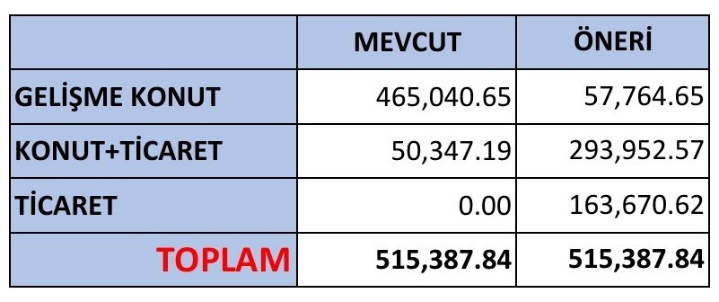 MEVCUT ÖNERİ
GELİŞME KONUT 465,040.65 57,764.65
KONUT+TİCARET 50,347.19 293,952.57
TİCARET 0.00 163,670.62
TOPLAM 515,387.84 515,387.84